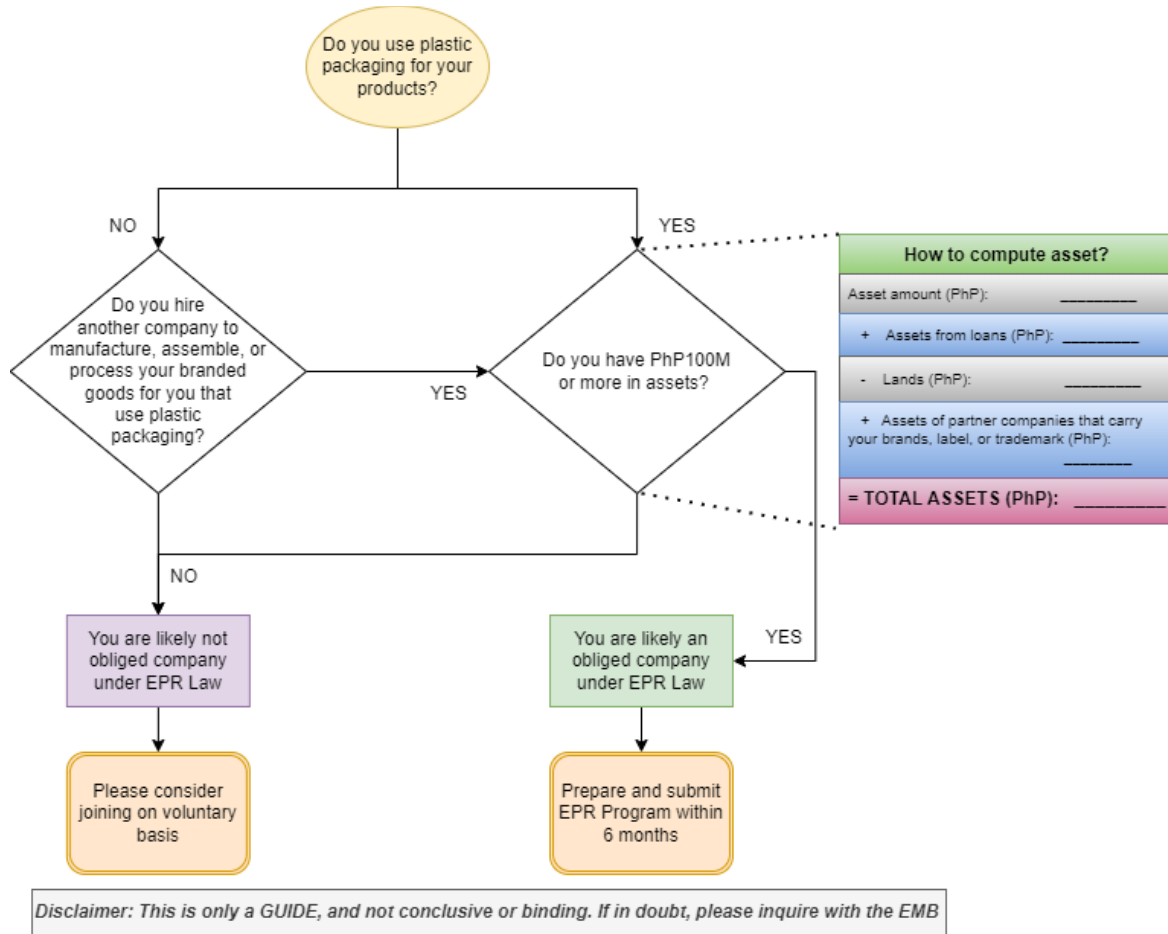 Do you use plastic
packaging for your
products?
NO
YES
Do you hire
another company to
manufacture, assemble, or
process your branded
goods for you that
use plastic
packaging?
YES
Do you have PhP100M
or more in assets?
How to compute asset?
Asset amount (PhP): _________
+ Assets from loans (PhP): _________
- Lands (PhP): _________
+ Assets of partner companies that carry
your brands, label, or trademark (PhP):
________
= TOTAL ASSETS (PhP): _________
NO
YES
You are likely not
obliged company
under EPR Law
You are likely an
obliged company
under EPR Law
Please consider
joining on voluntary
basis
Prepare and submit
EPR Program within
6 months
Disclaimer: This is only a GUIDE, and not conclusive or binding. If in doubt, please inquire with the EMB